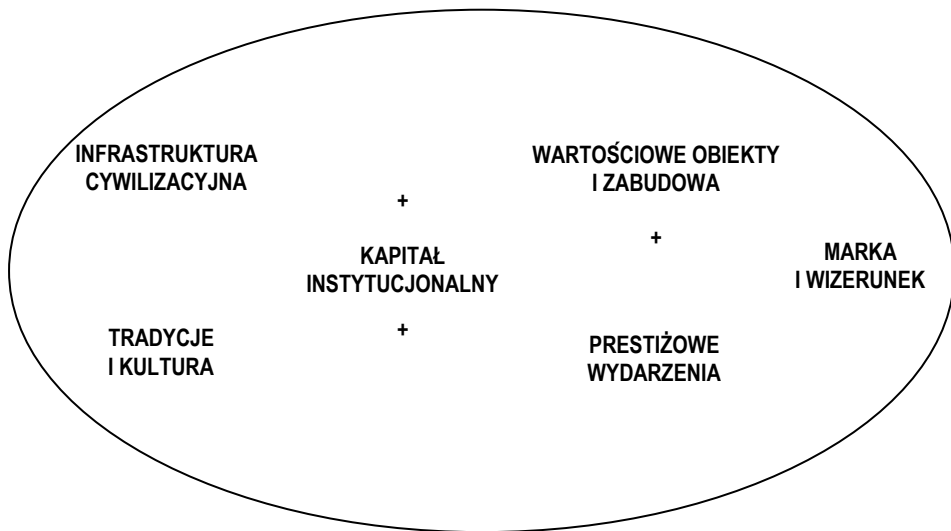 INFRASTRUKTURA
CYWILIZACYJNA
+
KAPITAŁ
INSTYTUCJONALNY
+
TRADYCJE
I KULTURA
WARTOŚCIOWE OBIEKTY
I ZABUDOWA
+
PRESTIŻOWE
WYDARZENIA
MARKA
I WIZERUNEK